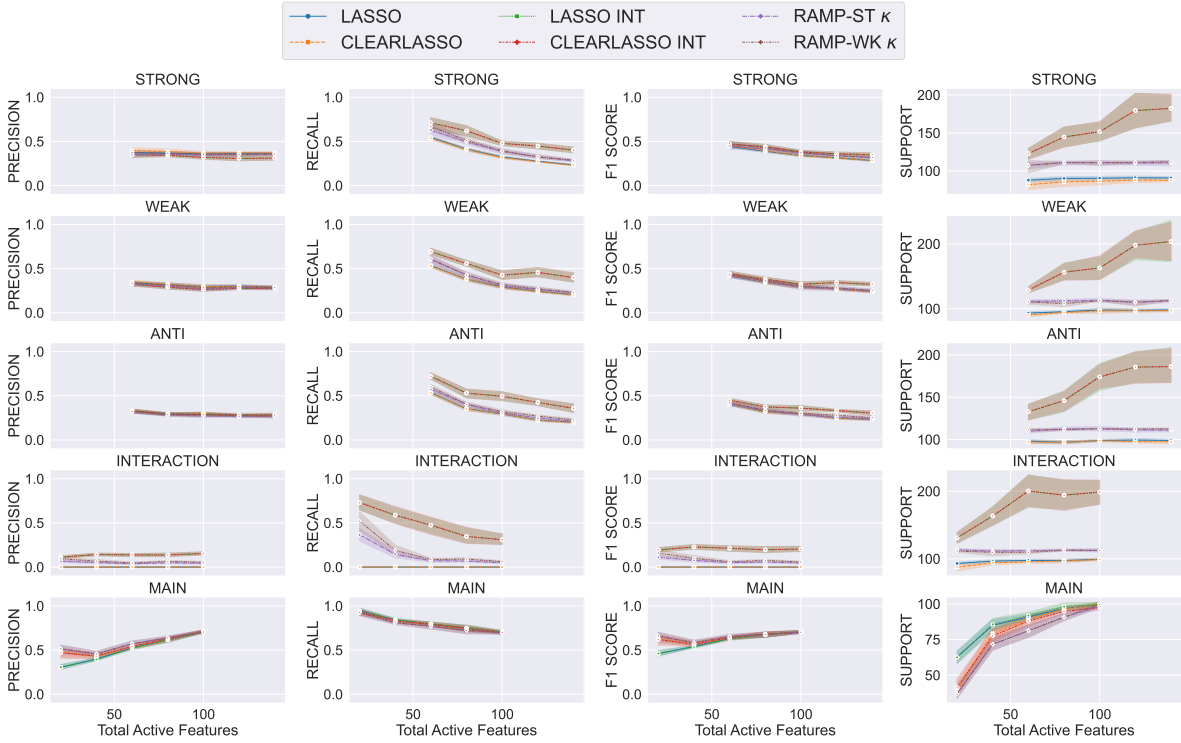 LASSO LASSO INT RAMP-ST κ
CLEARLASSO CLEARLASSO INT RAMP-WK κ
STRONG STRONG STRONG STRONG
PRECISION RECALL F1 SCORE SUPPORT
1.0 1.0 1.0 200
0.5 0.5 0.5 150
0.0 0.0 0.0 100
WEAK WEAK WEAK WEAK
PRECISION RECALL F1 SCORE SUPPORT
1.0 1.0 1.0 200
0.5 0.5 0.5 100
0.0 0.0 0.0
ANTI ANTI ANTI ANTI
PRECISION RECALL F1 SCORE SUPPORT
1.0 1.0 1.0 200
0.5 0.5 0.5 150
0.0 0.0 0.0 100
INTERACTION INTERACTION INTERACTION INTERACTION
PRECISION RECALL F1 SCORE SUPPORT
1.0 1.0 1.0 200
0.5 0.5 0.5 100
0.0 0.0 0.0
MAIN MAIN MAIN MAIN
PRECISION RECALL F1 SCORE SUPPORT
1.0 1.0 1.0 100
0.5 0.5 0.5 75
0.0 0.0 0.0 50
50 100 50 100 50 100 50 100
Total Active Features Total Active Features Total Active Features Total Active Features